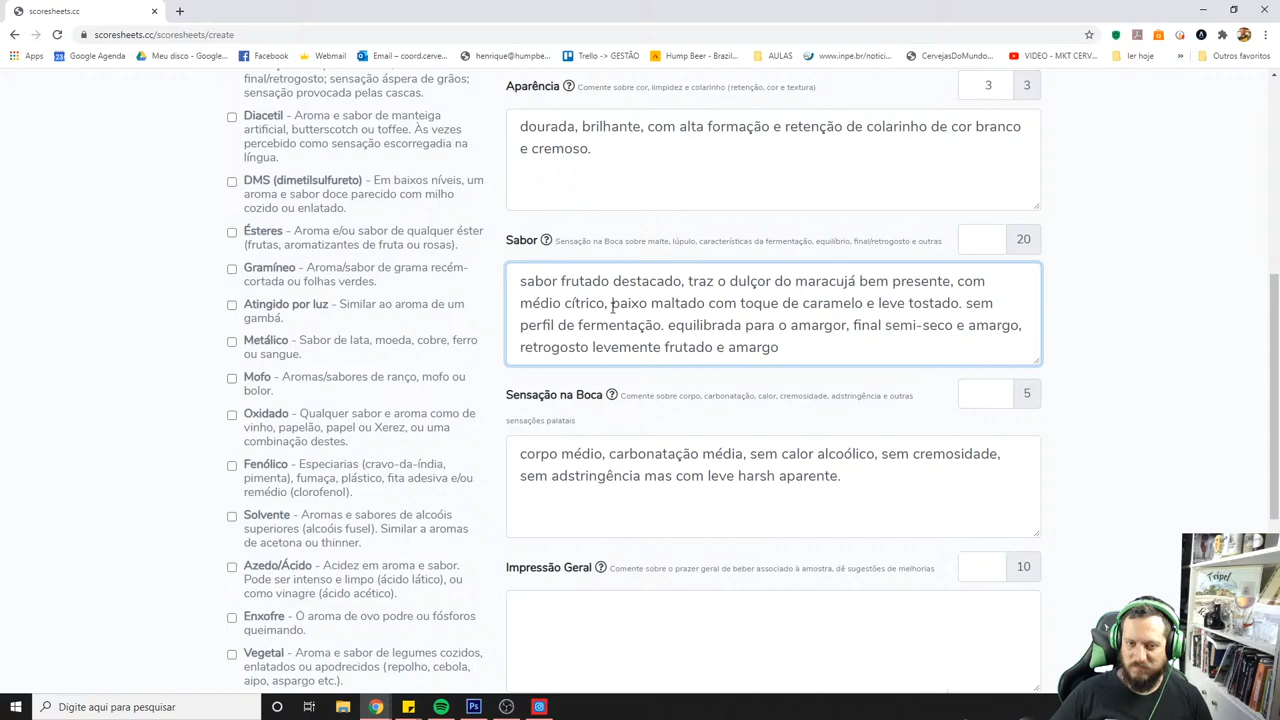 scoresheets.cc
scoresheets.cc/scoresheets/create
Apps
Google Agenda
Meu disco - Google...
Facebook
Webmail
Email – coord.cerve...
henrique@humpbe...
Trello -> GESTÃO
Hump Beer - Brazil...
AULAS
www.inpe.br/notici...
CervejasDoMundo...
VIDEO - MKT CERV...
ler hoje
»
Outros favoritos
final/retrogosto; sensação áspera de grãos;
sensação provocada pelas cascas.
Diacetil - Aroma e sabor de manteiga
artificial, butterscotch ou toffee. Às vezes
percebido como sensação escorregadia na
língua.
DMS (dimetilsulfureto) - Em baixos níveis, um
aroma e sabor doce parecido com milho
cozido ou enlatado.
Ésteres - Aroma e/ou sabor de qualquer éster
(frutas, aromatizantes de fruta ou rosas).
Gramíneo - Aroma/sabor de grama recém-
cortada ou folhas verdes.
Atingido por luz - Similar ao aroma de um
gambá.
Metálico - Sabor de lata, moeda, cobre, ferro
ou sangue.
Mofo - Aromas/sabores de ranço, mofo ou
bolor.
Oxidado - Qualquer sabor e aroma como de
vinho, papelão, papel ou Xerez, ou uma
combinação destes.
Fenólico - Especiarias (cravo-da-índia,
pimenta), fumaça, plástico, fita adesiva e/ou
remédio (clorofenol).
Solvente - Aromas e sabores de alcoóis
superiores (alcoóis fusel). Similar a aromas
de acetona ou thinner.
Azedo/Ácido - Acidez em aroma e sabor.
Pode ser intenso e limpo (ácido lático), ou
como vinagre (ácido acético).
Enxofre - O aroma de ovo podre ou fósforos
queimando.
Vegetal - Aroma e sabor de legumes cozidos,
enlatados ou apodrecidos (repolho, cebola,
aipo, aspargo etc.).
Aparência ? Comente sobre cor, limpidez e colarinho (retenção, cor e textura) 3 3
dourada, brilhante, com alta formação e retenção de colarinho de cor branco
e cremoso.
Sabor ? Sensação na Boca sobre malte, lúpulo, características da fermentação, equilíbrio, final/retrogosto e outras 20
sabor frutado destacado, traz o dulçor do maracujá bem presente, com
médio cítrico, baixo maltado com toque de caramelo e leve tostado. sem
perfil de fermentação. equilibrada para o amargor, final semi-seco e amargo,
retrogosto levemente frutado e amargo
Sensação na Boca ? Comente sobre corpo, carbonatação, calor, cremosidade, adstringência e outras 5
sensações palatais
corpo médio, carbonatação média, sem calor alcoólico, sem cremosidade,
sem adstringência mas com leve harsh aparente.
Impressão Geral ? Comente sobre o prazer geral de beber associado à amostra, dê sugestões de melhorias 10
Tripel
Digite aqui para pesquisar
Ps